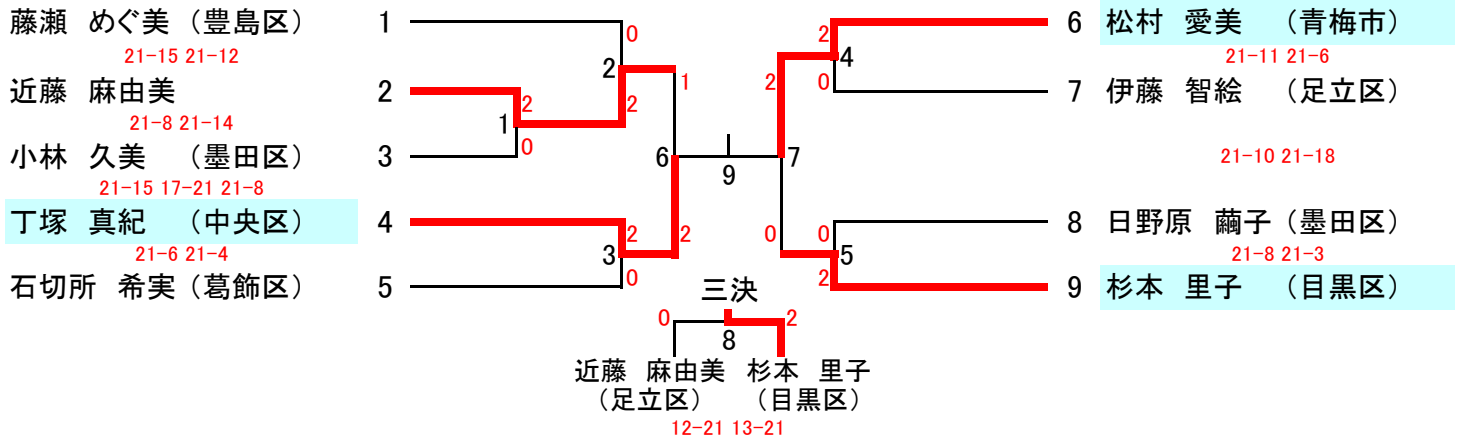 藤瀬 めぐ美 (豊島区) 1
21-15 21-12
近藤 麻由美 2
21-8 21-14
小林 久美 (墨田区) 3
21-15 17-21 21-8
丁塚 真紀 (中央区) 4
21-6 21-4
石切所 希実 (葛飾区) 5
0
2
1
2
2
1
0
6
2
3
2
0
9
2
4
0
2
7
0
0
5
2
6 松村 愛美 (青梅市)
21-11 21-6
7 伊藤 智絵 (足立区)
21-10 21-18
8 日野原 繭子 (墨田区)
21-8 21-3
9 杉本 里子 (目黒区)
三決
0 2
8
近藤 麻由美 杉本 里子
(足立区) (目黒区)
12-21 13-21